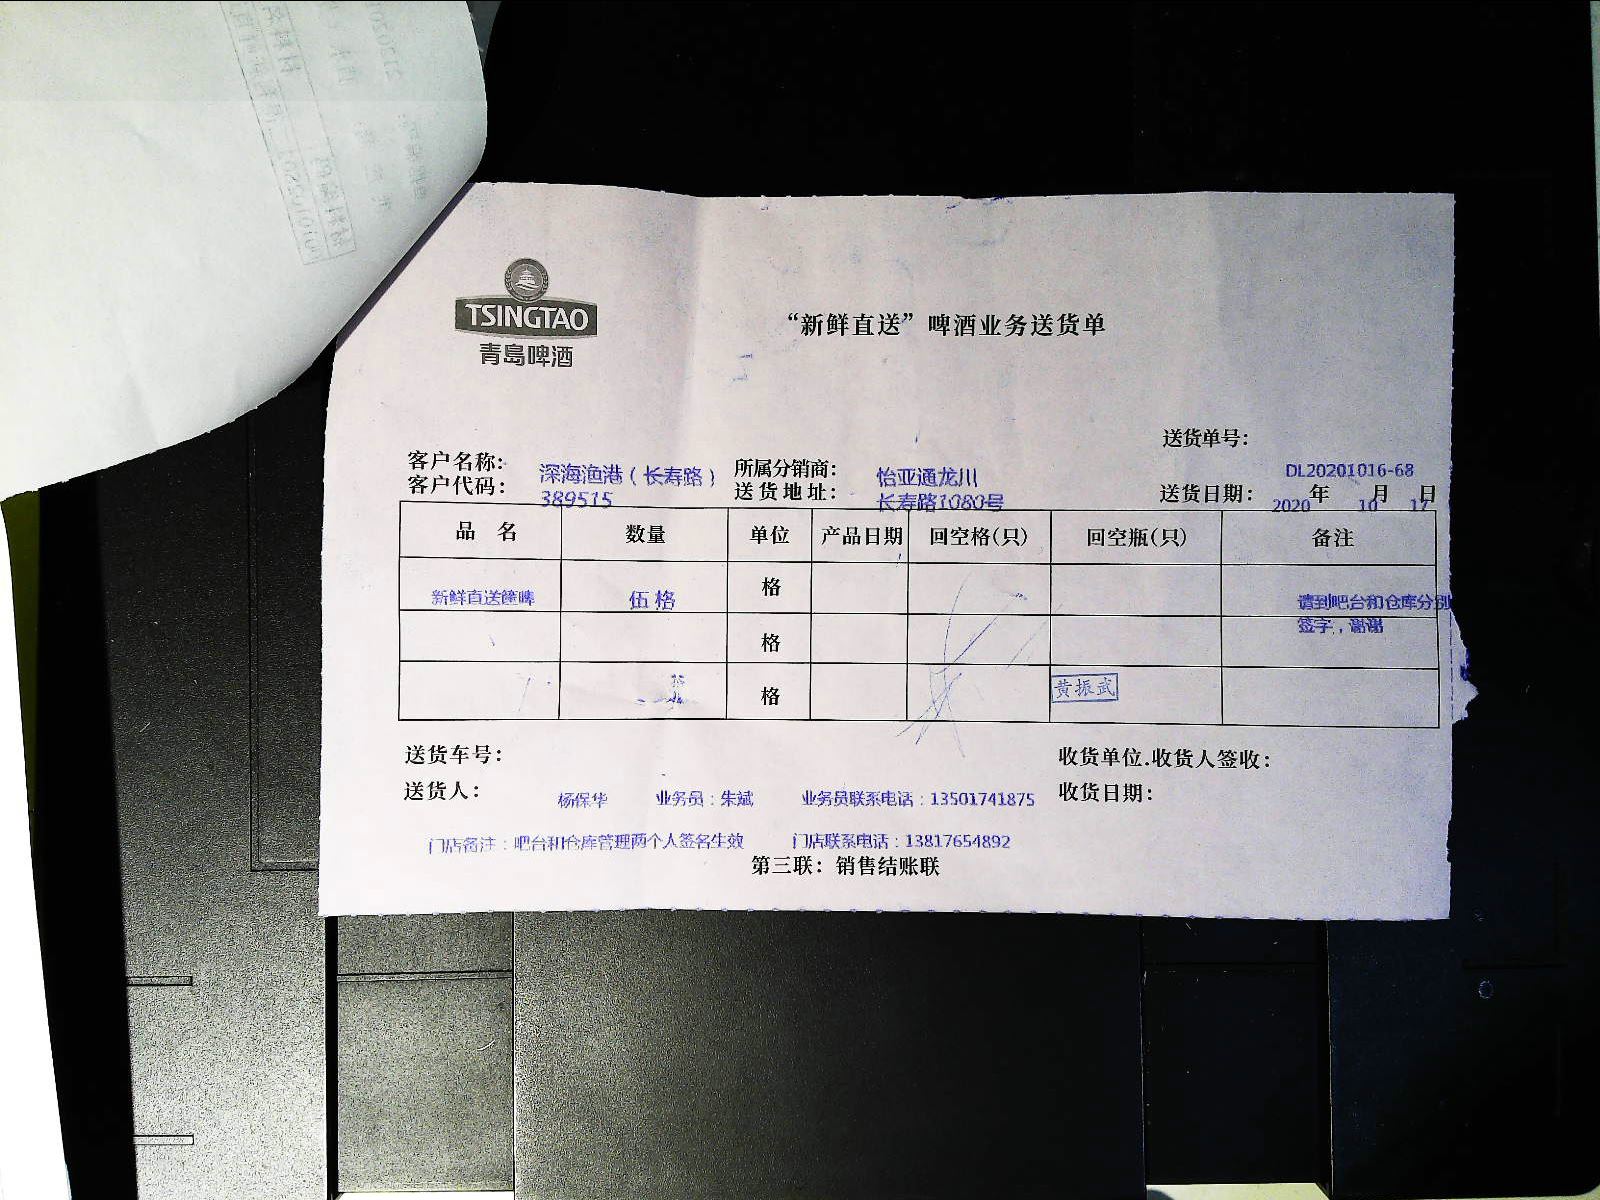 TSINGTAO
青岛啤酒
“新鲜直送”啤酒业务送货单
送货单号：
DL20201016-68
客户名称： 深海渔港（长寿路） 所属分销商： 怡亚通龙川
客户代码： 389515 送货地址： 长寿路1080号 送货日期： 2020 年 10 月 17 日
品 名 数量 单位 产品日期 回空格(只) 回空瓶(只) 备注
新鲜直送箧啤 伍格 格 请到吧台和仓库分别
签字，谢谢
格
格 黄振武
送货车号： 收货单位.收货人签收：
送货人： 杨保华 业务员：朱斌 业务员联系电话：13501741875 收货日期：
门店备注：吧台和仓库管理两个人签名生效 门店联系电话：13817654892
第三联：销售结账联